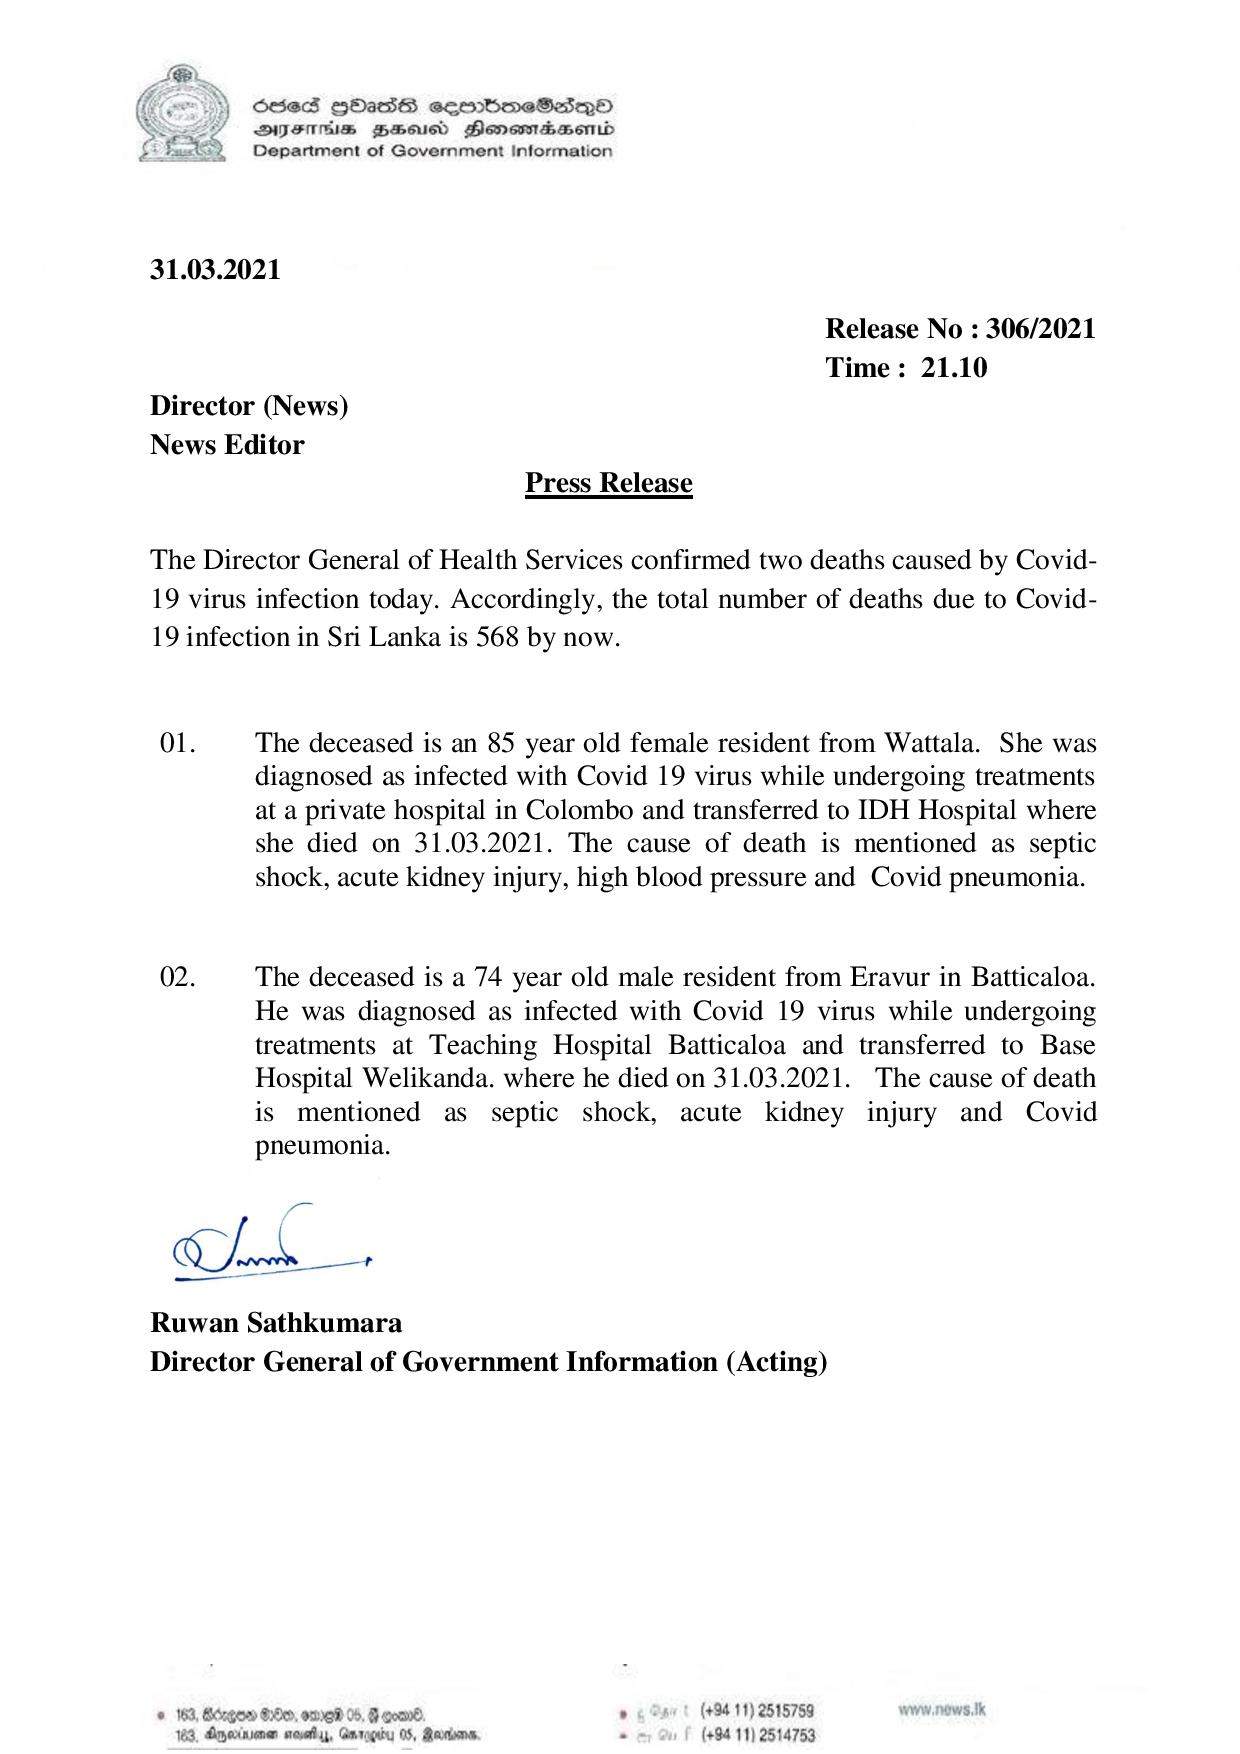 රජයේ ප්‍රවෘත්ති දෙපාර්තමේන්තුව
அரசாங்க தகவல் திணைக்களம்
Department of Government Information
31.03.2021
Release No : 306/2021
Time : 21.10
Director (News)
News Editor
Press Release
The Director General of Health Services confirmed two deaths caused by Covid-
19 virus infection today. Accordingly, the total number of deaths due to Covid-
19 infection in Sri Lanka is 568 by now.
01. The deceased is an 85 year old female resident from Wattala. She was
diagnosed as infected with Covid 19 virus while undergoing treatments
at a private hospital in Colombo and transferred to IDH Hospital where
she died on 31.03.2021. The cause of death is mentioned as septic
shock, acute kidney injury, high blood pressure and Covid pneumonia.
02. The deceased is a 74 year old male resident from Eravur in Batticaloa.
He was diagnosed as infected with Covid 19 virus while undergoing
treatments at Teaching Hospital Batticaloa and transferred to Base
Hospital Welikanda. where he died on 31.03.2021. The cause of death
is mentioned as septic shock, acute kidney injury and Covid
pneumonia.
Ruwan Sathkumara
Director General of Government Information (Acting)
163, කිරුලපන මාවත, කොළඹ 05, ශ්‍රී ලංකාව.
163, கிருலப்பனை எவனியூ, கொழும்பு 05, இலங்கை.
(+94 11) 2515759
(+94 11) 2514753
www.news.lk